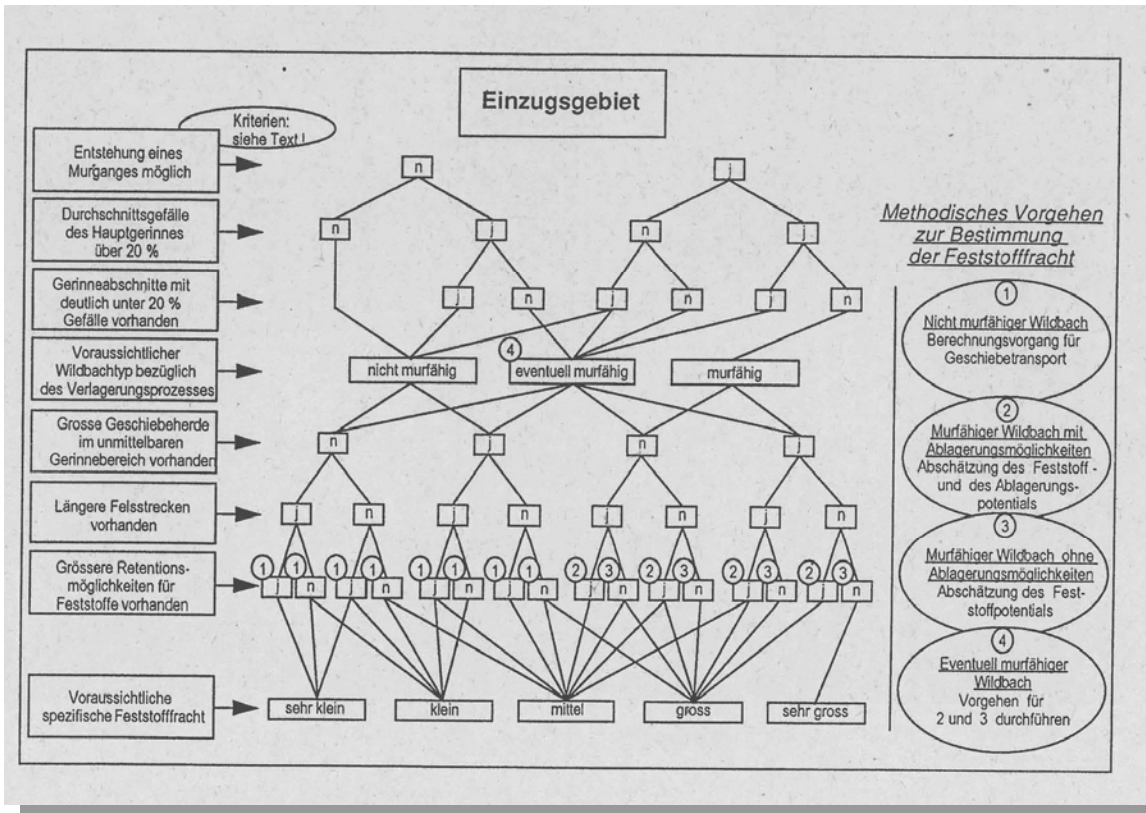 Einzugsgebiet
Kriterien:
siehe Text !
Entstehung eines
Murganges möglich
n
j
Durchschnittsgefälle
des Hauptgerinnes
über 20 %
n
j
n
j
Gerinneabschnitte mit
deutlich unter 20 %
Gefälle vorhanden
j
n
j
n
j
n
Voraussichtlicher
Wildbachtyp bezüglich
des Verlagerungsprozesses
nicht murfähig
4
eventuell murfähig
murfähig
Grosse Geschiebeherde
im unmittelbaren
Gerinnebereich vorhanden
n
j
n
j
Längere Felsstrecken
vorhanden
j
n
j
n
j
n
j
n
Grössere Retentions-
möglichkeiten für
Feststoffe vorhanden
1 1 1 1 1 1 1 1 2 3 2 3 2 3 2 3
j n j n j n j n j n j n j n j n
Voraussichtliche
spezifische Feststofffracht
sehr klein
klein
mittel
gross
sehr gross
Methodisches Vorgehen
zur Bestimmung
der Feststofffracht
1
Nicht murfähiger Wildbach
Berechnungsvorgang für
Geschiebetransport
2
Murfähiger Wildbach mit
Ablagerungsmöglichkeiten
Abschätzung des Feststoff -
und des Ablagerungs-
potentials
3
Murfähiger Wildbach ohne
Ablagerungsmöglichkeiten
Abschätzung des Fest-
stoffpotentials
4
Eventuell murfähiger
Wildbach
Vorgehen für
2 und 3 durchführen